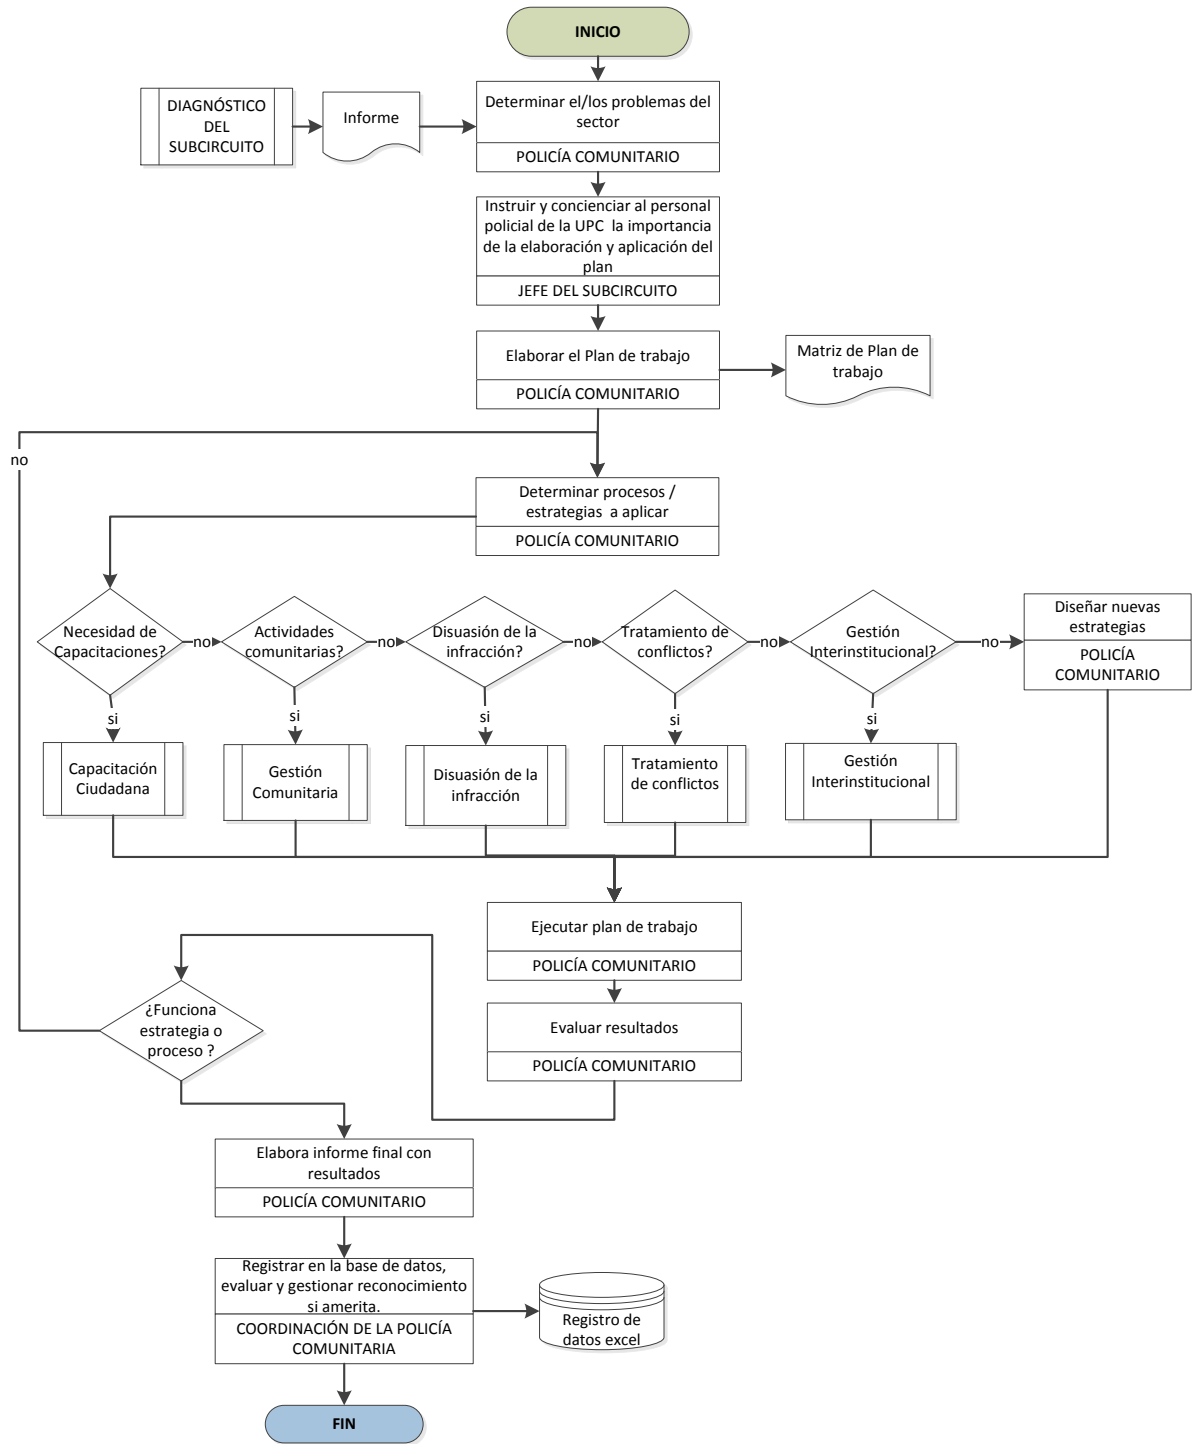 INICIO
DIAGNÓSTICO
DEL
SUBCIRCUITO
Informe
Determinar el/los problemas del
sector
POLICÍA COMUNITARIO
Instruir y concienciar al personal
policial de la UPC la importancia
de la elaboración y aplicación del
plan
JEFE DEL SUBCIRCUITO
Elaborar el Plan de trabajo
POLICÍA COMUNITARIO
Matriz de Plan de
trabajo
no
Determinar procesos /
estrategias a aplicar
POLICÍA COMUNITARIO
Necesidad de
Capacitaciones?
no
Actividades
comunitarias?
no
Disuasión de la
infracción?
no
Tratamiento de
conflictos?
no
Gestión
Interinstitucional?
no
Diseñar nuevas
estrategias
POLICÍA
COMUNITARIO
si
si
si
si
si
Capacitación
Ciudadana
Gestión
Comunitaria
Disuasión de la
infracción
Tratamiento
de conflictos
Gestión
Interinstitucional
Ejecutar plan de trabajo
POLICÍA COMUNITARIO
Evaluar resultados
POLICÍA COMUNITARIO
¿Funciona
estrategia o
proceso ?
Elabora informe final con
resultados
POLICÍA COMUNITARIO
Registrar en la base de datos,
evaluar y gestionar reconocimiento
si amerita.
COORDINACIÓN DE LA POLICÍA
COMUNITARIA
Registro de
datos excel
FIN